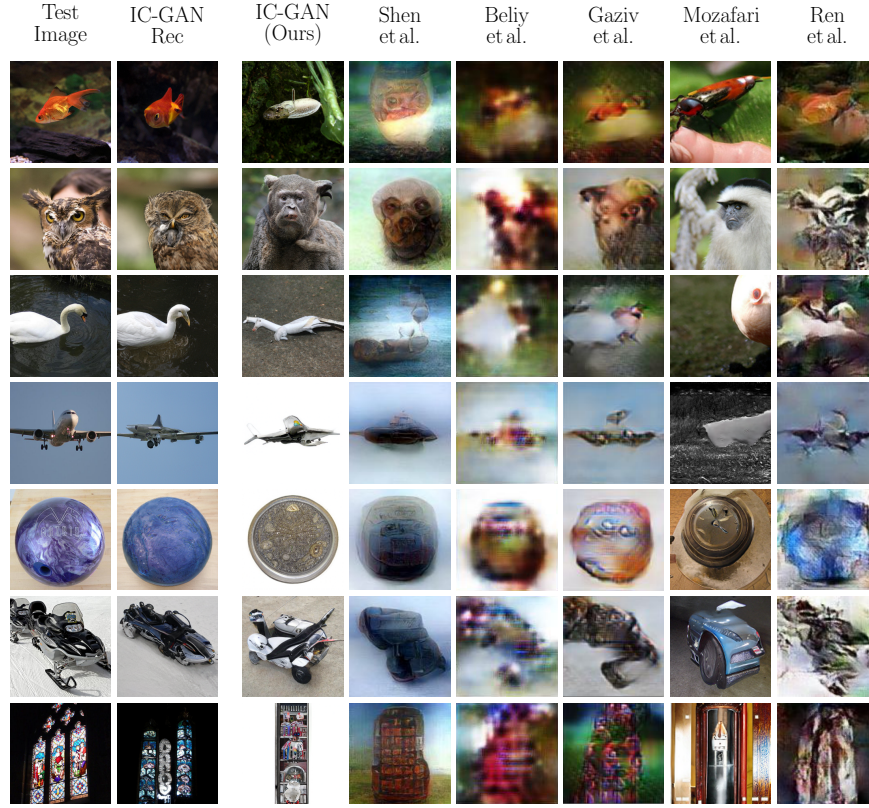 Test Image
IC-GAN Rec
IC-GAN (Ours)
Shen et al.
Beliy et al.
Gaziv et al.
Mozafari et al.
Ren et al.